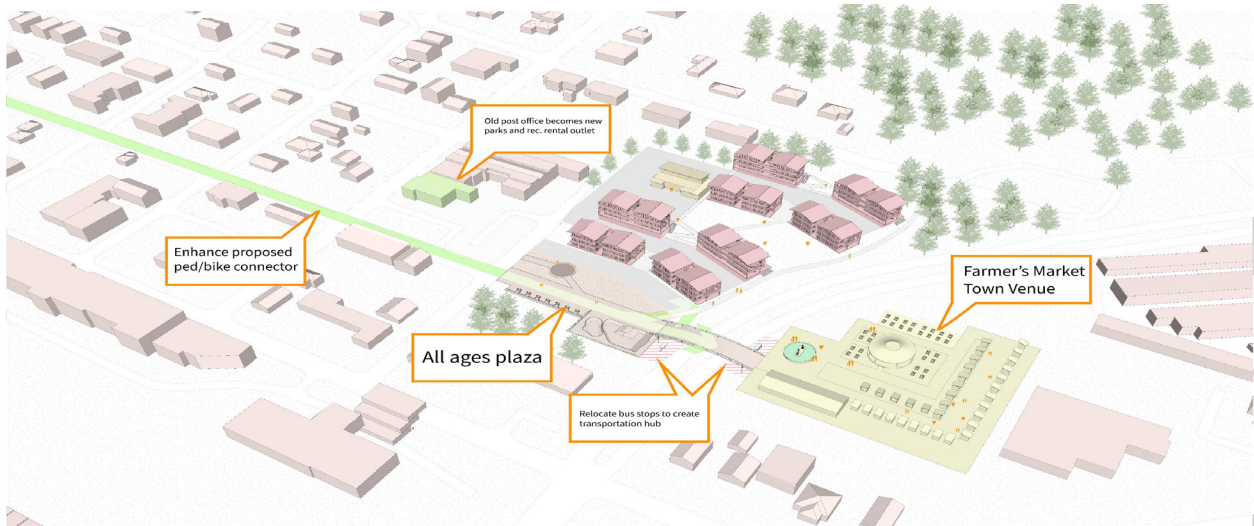 Old post office becomes new
parks and rec. rental outlet
Enhance proposed
ped/bike connector
Farmer's Market
Town Venue
All ages plaza
Relocate bus stops to create
transportation hub